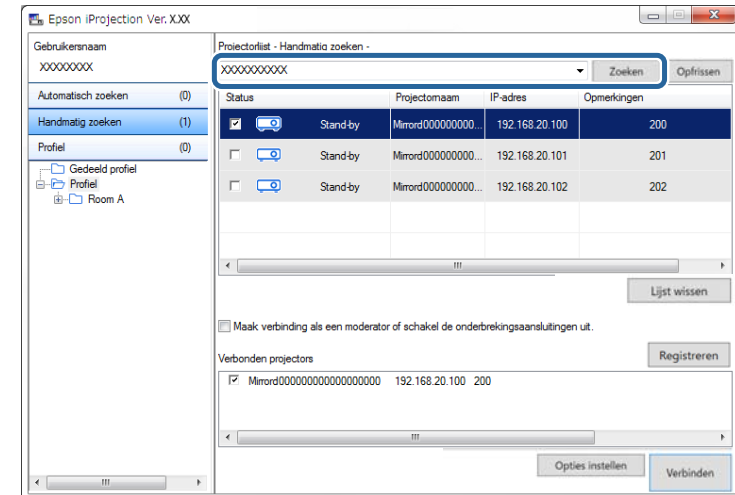 Epson iProjection Ver. X.XX
Gebruikersnaam
XXXXXXXX
Automatisch zoeken (0)
Handmatig zoeken (1)
Profiel (0)
Gedeeld profiel
Profiel
Room A
Projectorlijst - Handmatig zoeken -
XXXXXXXXXX Zoeken Opfrissen
Status Projectornaam IP-adres Opmerkingen
Stand-by Mirrord000000000... 192.168.20.100 200
Stand-by Mirrord000000000... 192.168.20.101 201
Stand-by Mirrord000000000... 192.168.20.102 202
Lijst wissen
Maak verbinding als een moderator of schakel de onderbrekingsaansluitingen uit.
Verbonden projectors Registreren
Mirrord000000000000000000 192.168.20.100 200
Opties instellen Verbinden